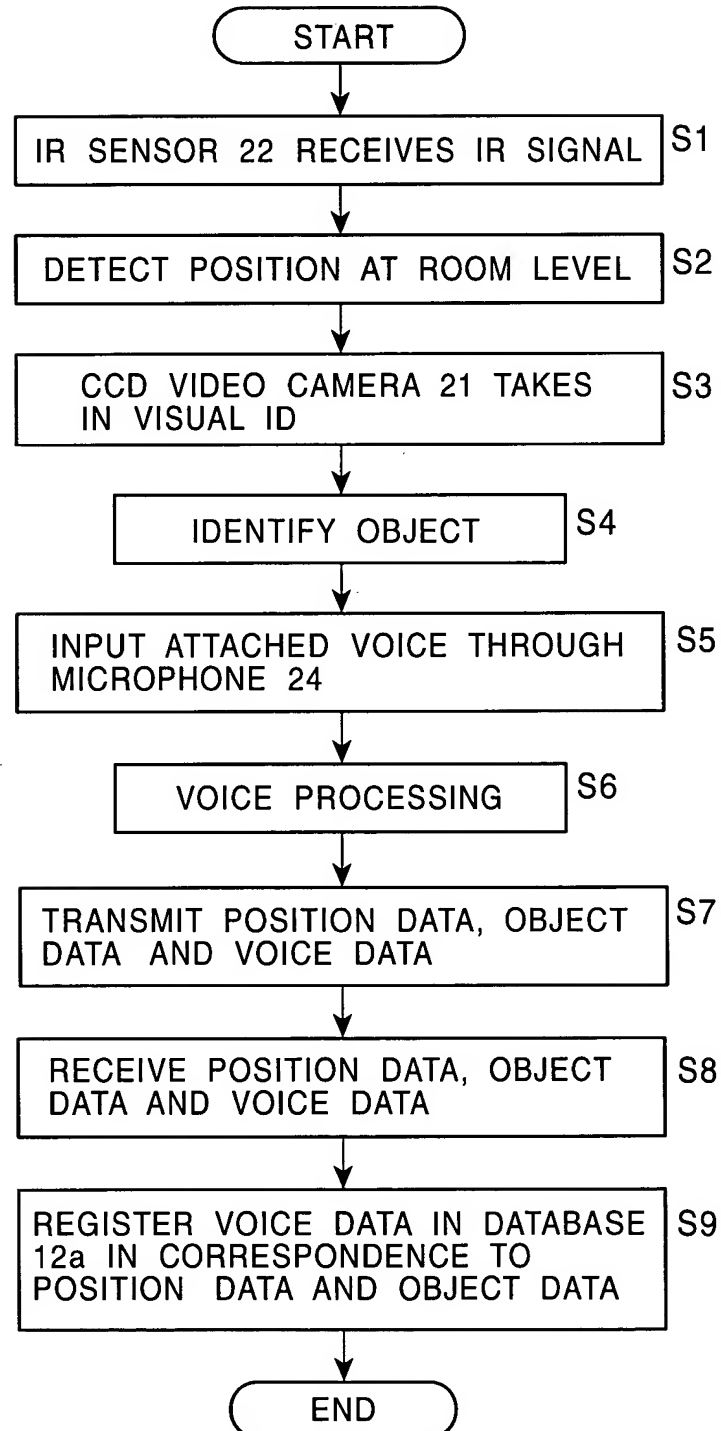 START
IR SENSOR 22 RECEIVES IR SIGNAL
S1
DETECT POSITION AT ROOM LEVEL
S2
CCD VIDEO CAMERA 21 TAKES
IN VISUAL ID
S3
IDENTIFY OBJECT
S4
INPUT ATTACHED VOICE THROUGH
MICROPHONE 24
S5
VOICE PROCESSING
S6
TRANSMIT POSITION DATA, OBJECT
DATA AND VOICE DATA
S7
RECEIVE POSITION DATA, OBJECT
DATA AND VOICE DATA
S8
REGISTER VOICE DATA IN DATABASE
12a IN CORRESPONDENCE TO
POSITION DATA AND OBJECT DATA
S9
END